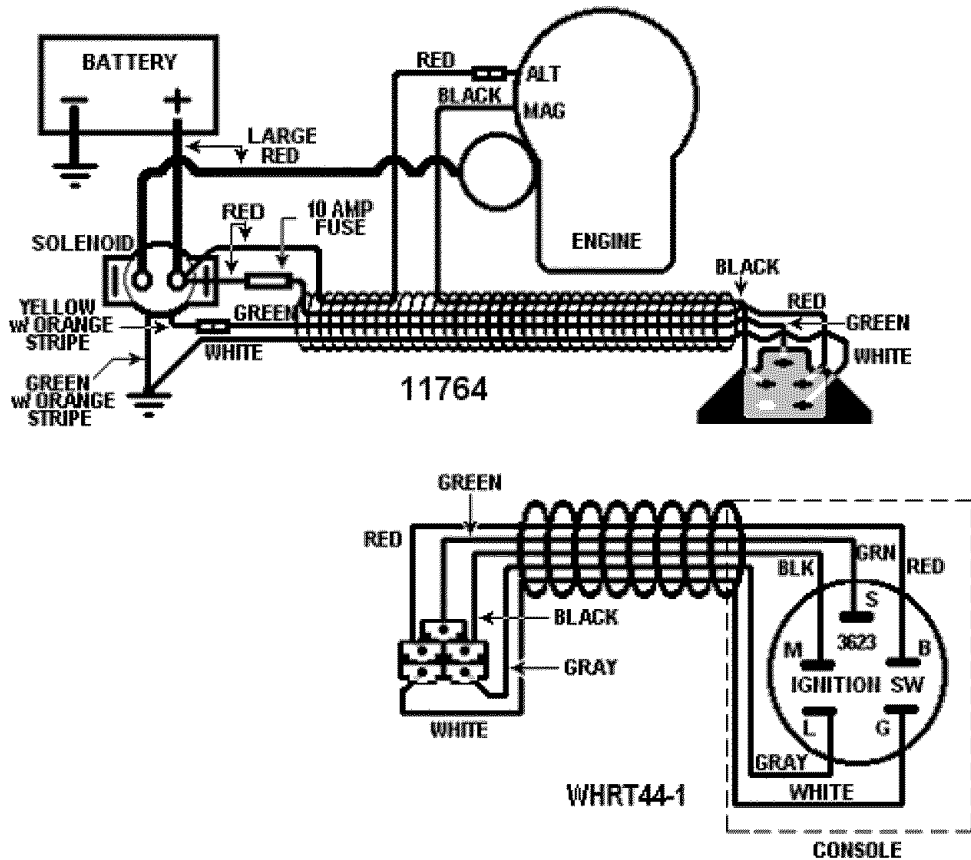 BATTERY
− +
RED
ALT
BLACK
MAG
LARGE
RED
RED
10 AMP
FUSE
SOLENOID
ENGINE
BLACK
RED
YELLOW
w/ ORANGE
STRIPE
GREEN
WHITE
GREEN
WHITE
GREEN
w/ ORANGE
STRIPE
11764
GREEN
RED
BLK
GRN
RED
S
3623
BLACK
M
B
GRAY
IGNITION SW
L
G
WHITE
GRAY
WHITE
WHRT44-1
CONSOLE